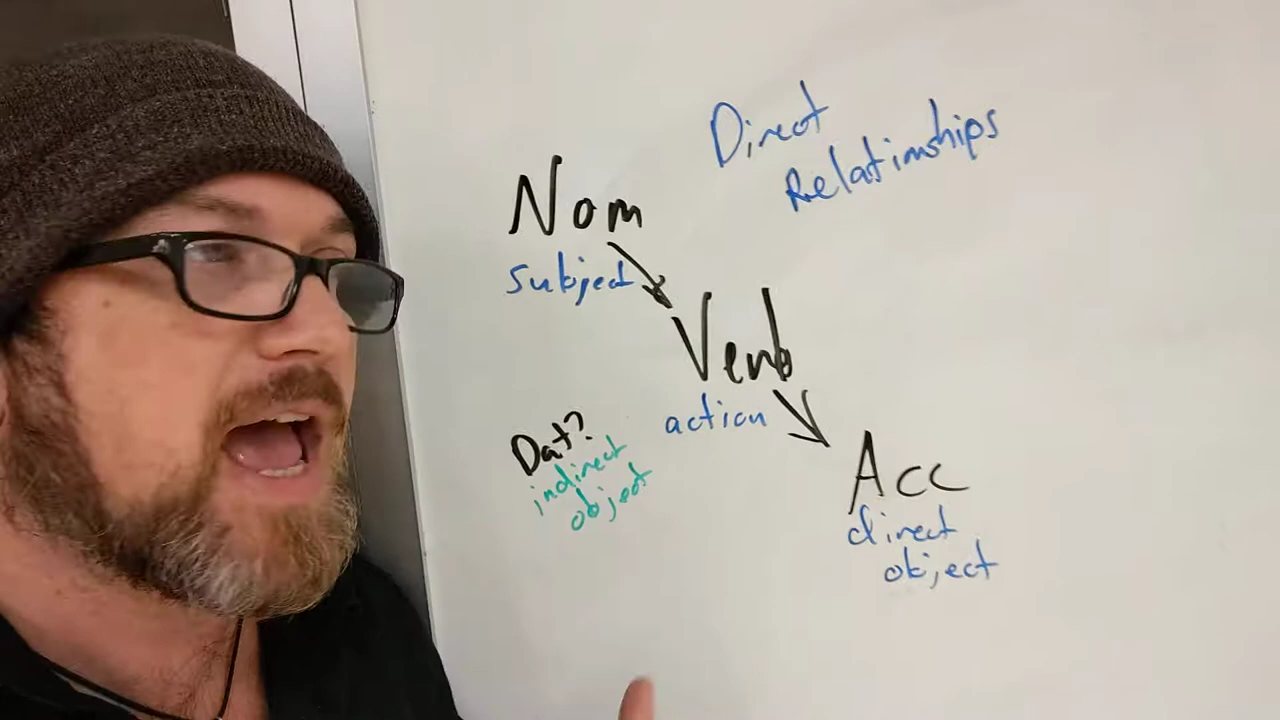 Direct
Relationships
Nom
subject
Verb
action
Dat?
indirect
object
Acc
direct
object